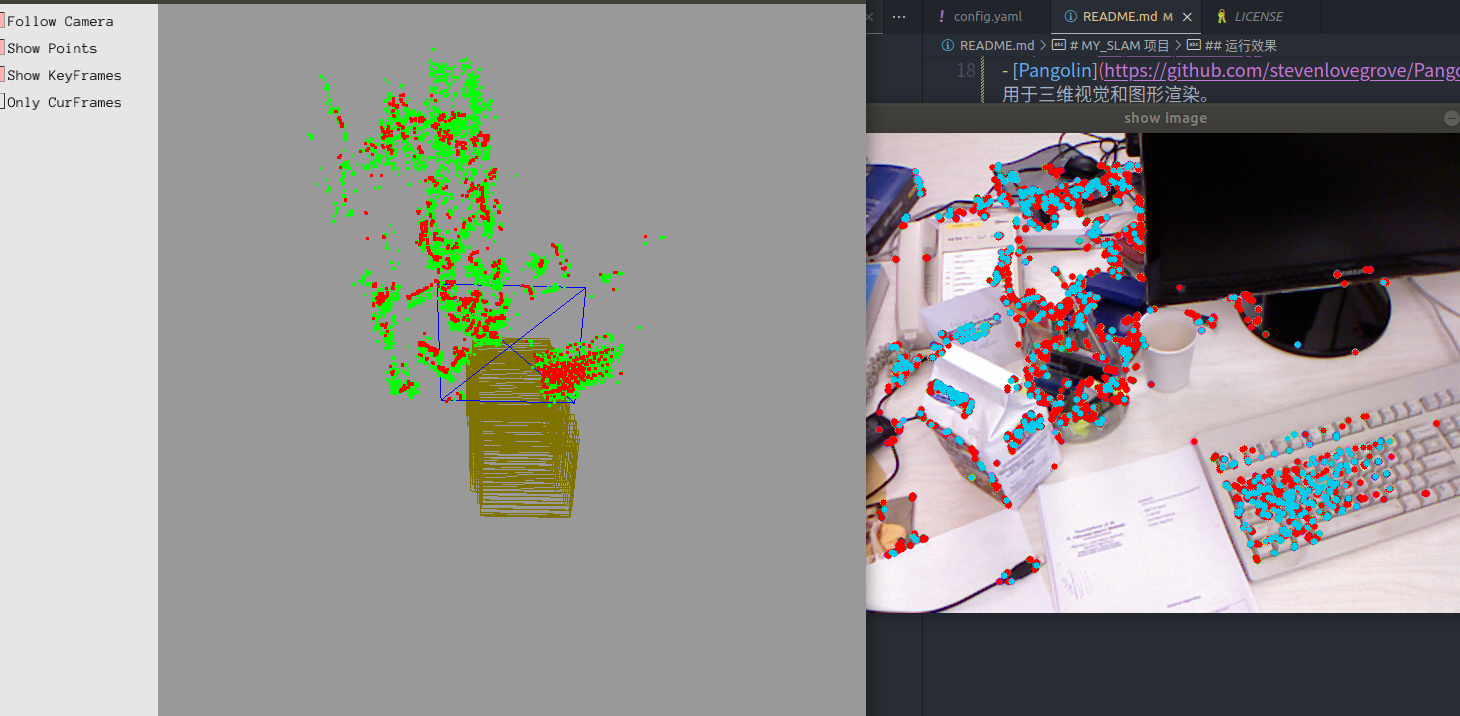 Follow Camera
Show Points
Show KeyFrames
Only CurFrames
··· ! config.yaml README.md M × LICENSE
README.md > # MY_SLAM 项目 > ## 运行效果
18 - [Pangolin](https://github.com/stevenlovegrove/Pango
用于三维视觉和图形渲染。
show image